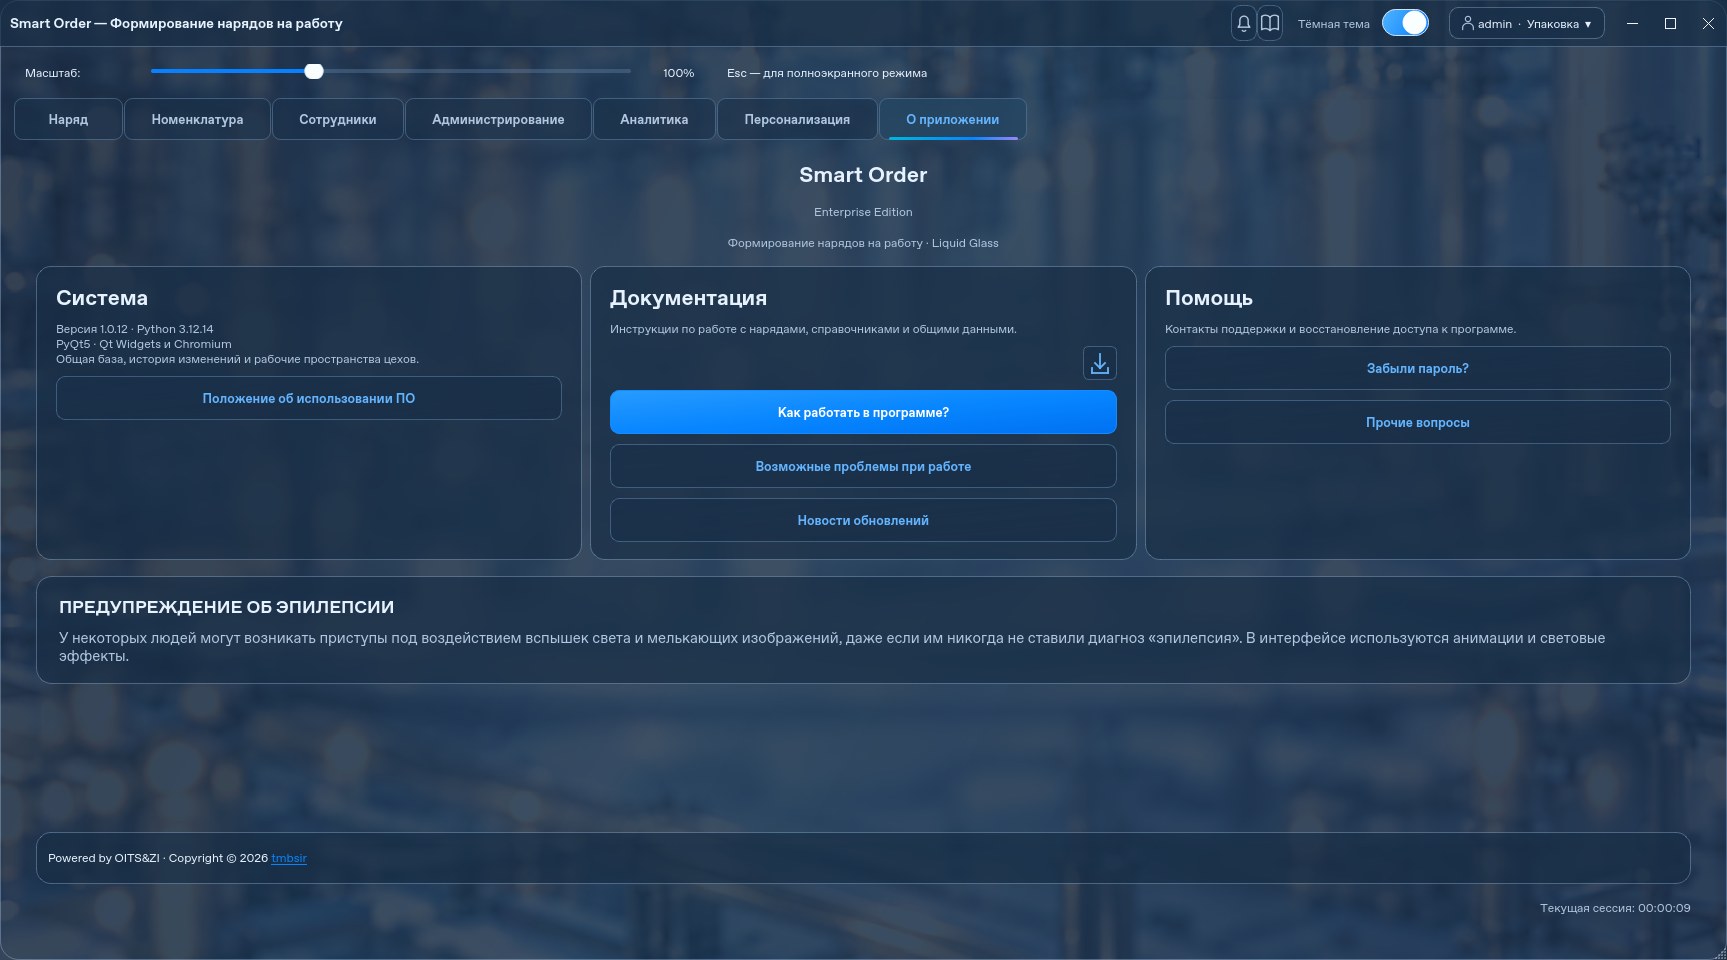 Smart Order — Формирование нарядов на работу
Тёмная тема
admin · Упаковка ▾
Масштаб:
100%
Esc — для полноэкранного режима
Наряд
Номенклатура
Сотрудники
Администрирование
Аналитика
Персонализация
О приложении
Smart Order
Enterprise Edition
Формирование нарядов на работу · Liquid Glass
Система
Версия 1.0.12 · Python 3.12.14
PyQt5 · Qt Widgets и Chromium
Общая база, история изменений и рабочие пространства цехов.
Положение об использовании ПО
Документация
Инструкции по работе с нарядами, справочниками и общими данными.
Как работать в программе?
Возможные проблемы при работе
Новости обновлений
Помощь
Контакты поддержки и восстановление доступа к программе.
Забыли пароль?
Прочие вопросы
ПРЕДУПРЕЖДЕНИЕ ОБ ЭПИЛЕПСИИ
У некоторых людей могут возникать приступы под воздействием вспышек света и мелькающих изображений, даже если им никогда не ставили диагноз «эпилепсия». В интерфейсе используются анимации и световые
эффекты.
Powered by OITS&ZI · Copyright © 2026 tmbsir
Текущая сессия: 00:00:09